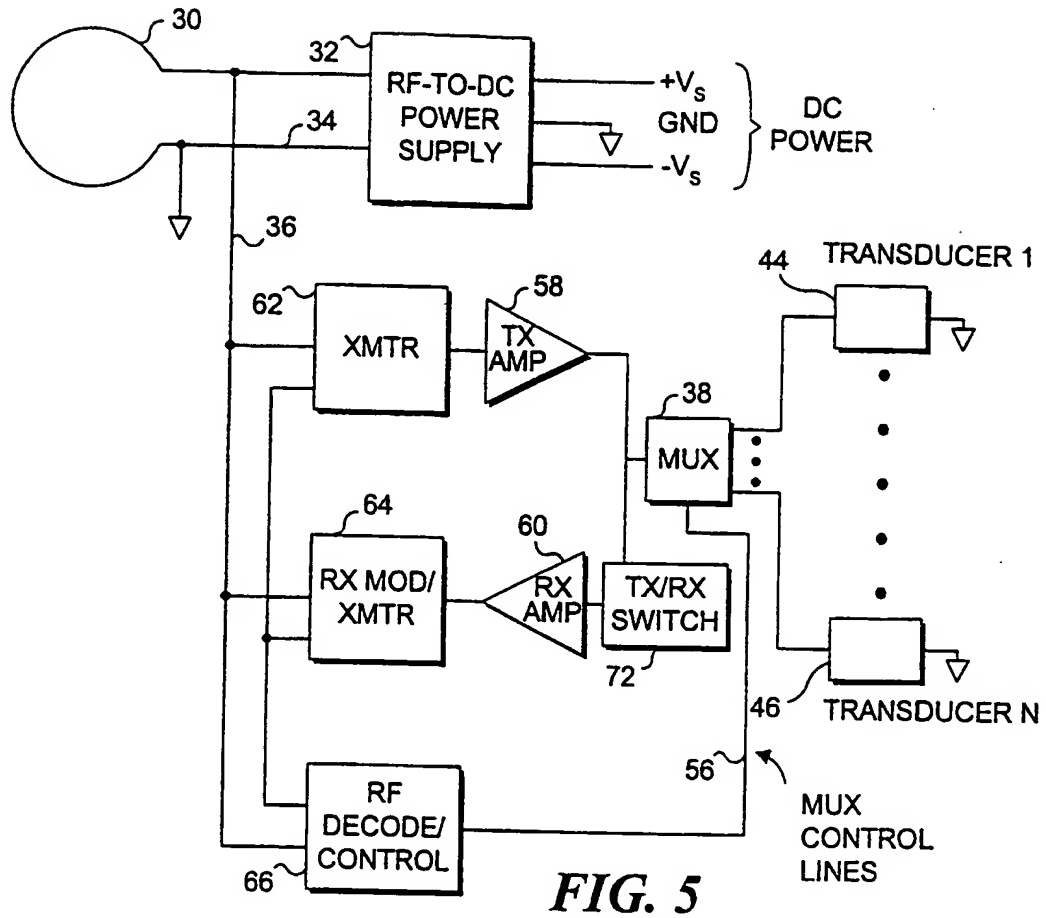 30
32
RF-TO-DC
POWER
SUPPLY
+Vs
GND
-Vs
DC
POWER
34
36
62
XMTR
58
TX
AMP
38
MUX
44
TRANSDUCER 1
64
RX MOD/
XMTR
60
RX
AMP
TX/RX
SWITCH
72
46
TRANSDUCER N
56
MUX
CONTROL
LINES
RF
DECODE/
CONTROL
66
FIG. 5